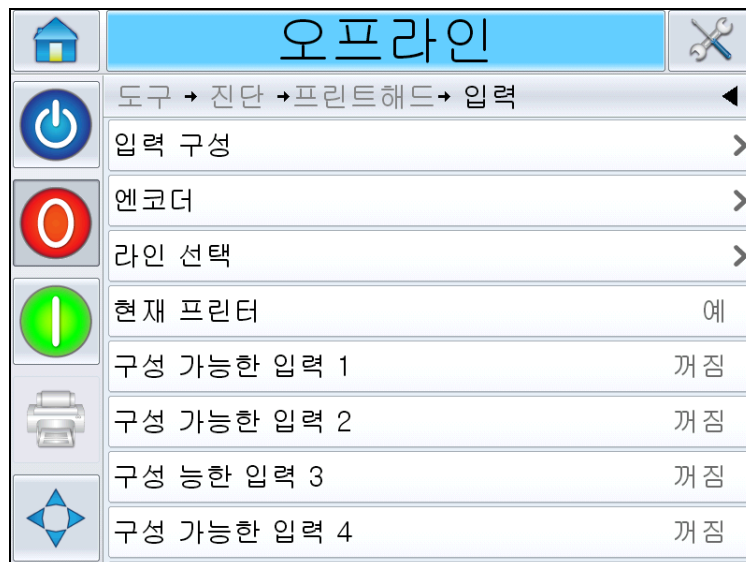 오프라인
도구 → 진단 →프린트해드→ 입력
입력 구성
엔코더
라인 선택
현재 프린터 예
구성 가능한 입력 1 꺼짐
구성 가능한 입력 2 꺼짐
구성 능한 입력 3 꺼짐
구성 가능한 입력 4 꺼짐